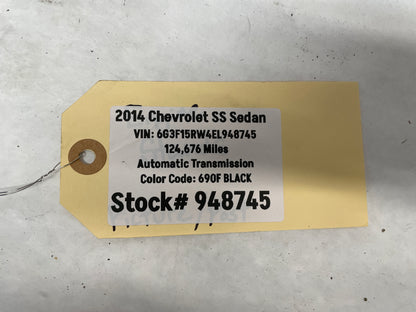 2014 Chevrolet SS Sedan
VIN: 6G3F15RW4EL948745
124,676 Miles
Automatic Transmission
Color Code: 690F BLACK
Stock# 948745